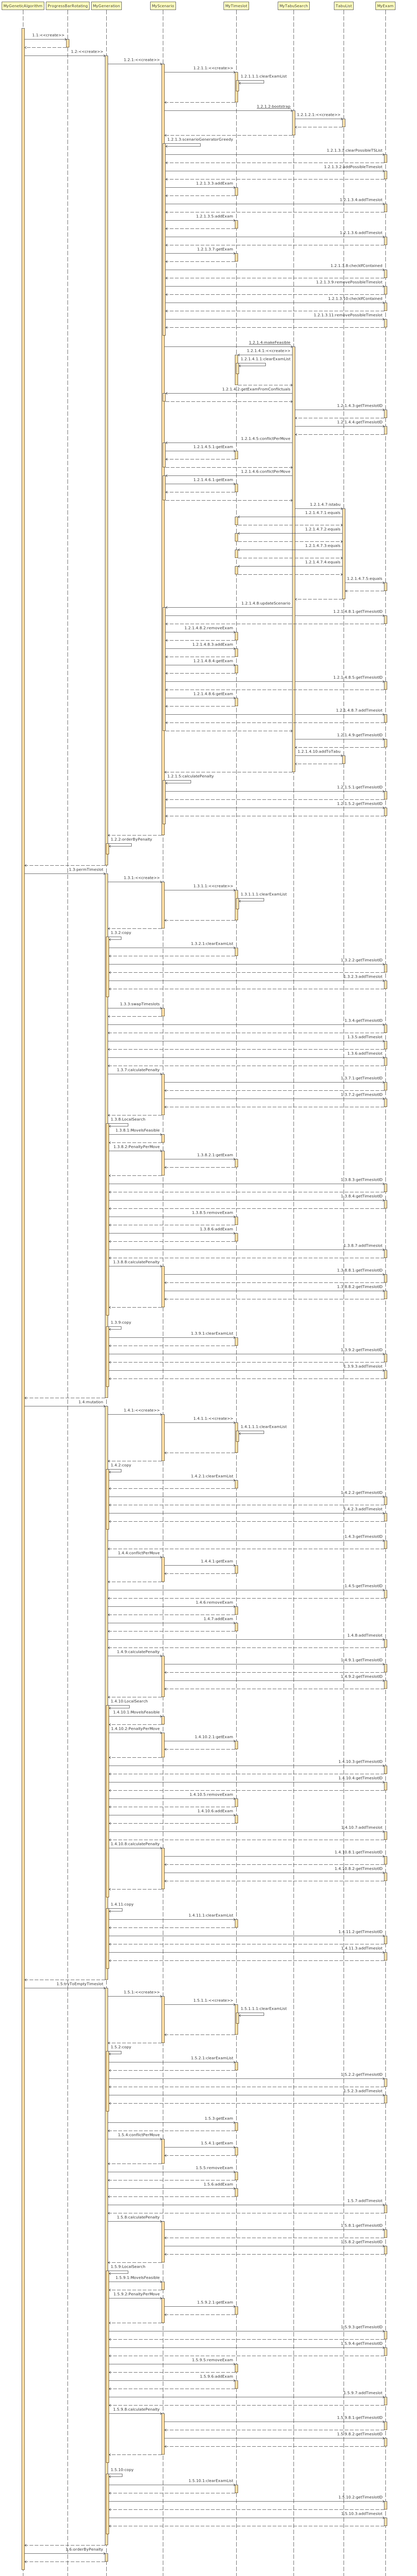 MyGeneticAlgorithm ProgressBarRotating MyGeneration MyScenario MyTimeslot MyTabuSearch TabuList MyExam
1.1:<<create>>
1.2:<<create>>
1.2.1:<<create>>
1.2.1.1:<<create>>
1.2.1.1.1:clearExamList
1.2.1.2:bootstrap
1.2.1.2.1:<<create>>
1.2.1.3:scenarioGeneratorGreedy
1.2.1.3.1:clearPossibleTSList
1.2.1.3.2:addPossibleTimeslot
1.2.1.3.3:addExam
1.2.1.3.4:addTimeslot
1.2.1.3.5:addExam
1.2.1.3.6:addTimeslot
1.2.1.3.7:getExam
1.2.1.3.8:checkIfContained
1.2.1.3.9:removePossibleTimeslot
1.2.1.3.10:checkIfContained
1.2.1.3.11:removePossibleTimeslot
1.2.1.4:makeFeasible
1.2.1.4.1:<<create>>
1.2.1.4.1.1:clearExamList
1.2.1.4.2:getExamFromConflictuals
1.2.1.4.3:getTimeslotID
1.2.1.4.4:getTimeslotID
1.2.1.4.5:conflictPerMove
1.2.1.4.5.1:getExam
1.2.1.4.6:conflictPerMove
1.2.1.4.6.1:getExam
1.2.1.4.7:intabu
1.2.1.4.7.1:equals
1.2.1.4.7.2:equals
1.2.1.4.7.3:equals
1.2.1.4.7.4:equals
1.2.1.4.7.5:equals
1.2.1.4.8:updateScenario
1.2.1.4.8.1:getTimeslotID
1.2.1.4.8.2:removeExam
1.2.1.4.8.3:addExam
1.2.1.4.8.4:getExam
1.2.1.4.8.5:getTimeslotID
1.2.1.4.8.6:getExam
1.2.1.4.8.7:addTimeslot
1.2.1.4.9:getTimeslotID
1.2.1.4.10:addToTabu
1.2.1.5:calculatePenalty
1.2.1.5.1:getTimeslotID
1.2.1.5.2:getTimeslotID
1.2.2:orderByPenalty
1.3:permTimeslot
1.3.1:<<create>>
1.3.1.1:<<create>>
1.3.1.1.1:clearExamList
1.3.2:copy
1.3.2.1:clearExamList
1.3.2.2:getTimeslotID
1.3.2.3:addTimeslot
1.3.3:swapTimeslots
1.3.4:getTimeslotID
1.3.5:addTimeslot
1.3.6:addTimeslot
1.3.7:calculatePenalty
1.3.7.1:getTimeslotID
1.3.7.2:getTimeslotID
1.3.8:LocalSearch
1.3.8.1:MoveIsFeasible
1.3.8.2:PenaltyPerMove
1.3.8.2.1:getExam
1.3.8.3:getTimeslotID
1.3.8.4:getTimeslotID
1.3.8.5:removeExam
1.3.8.6:addExam
1.3.8.7:addTimeslot
1.3.8.8:calculatePenalty
1.3.8.8.1:getTimeslotID
1.3.8.8.2:getTimeslotID
1.3.9:copy
1.3.9.1:clearExamList
1.3.9.2:getTimeslotID
1.3.9.3:addTimeslot
1.4:mutation
1.4.1:<<create>>
1.4.1.1:<<create>>
1.4.1.1.1:clearExamList
1.4.2:copy
1.4.2.1:clearExamList
1.4.2.2:getTimeslotID
1.4.2.3:addTimeslot
1.4.3:getTimeslotID
1.4.4:conflictPerMove
1.4.4.1:getExam
1.4.5:getTimeslotID
1.4.6:removeExam
1.4.7:addExam
1.4.8:addTimeslot
1.4.9:calculatePenalty
1.4.9.1:getTimeslotID
1.4.9.2:getTimeslotID
1.4.10:LocalSearch
1.4.10.1:MoveIsFeasible
1.4.10.2:PenaltyPerMove
1.4.10.2.1:getExam
1.4.10.3:getTimeslotID
1.4.10.4:getTimeslotID
1.4.10.5:removeExam
1.4.10.6:addExam
1.4.10.7:addTimeslot
1.4.10.8:calculatePenalty
1.4.10.8.1:getTimeslotID
1.4.10.8.2:getTimeslotID
1.4.11:copy
1.4.11.1:clearExamList
1.4.11.2:getTimeslotID
1.4.11.3:addTimeslot
1.5:tryToEmptyTimeslot
1.5.1:<<create>>
1.5.1.1:<<create>>
1.5.1.1.1:clearExamList
1.5.2:copy
1.5.2.1:clearExamList
1.5.2.2:getTimeslotID
1.5.2.3:addTimeslot
1.5.3:getExam
1.5.4:conflictPerMove
1.5.4.1:getExam
1.5.5:removeExam
1.5.6:addExam
1.5.7:addTimeslot
1.5.8:calculatePenalty
1.5.8.1:getTimeslotID
1.5.8.2:getTimeslotID
1.5.9:LocalSearch
1.5.9.1:MoveIsFeasible
1.5.9.2:PenaltyPerMove
1.5.9.2.1:getExam
1.5.9.3:getTimeslotID
1.5.9.4:getTimeslotID
1.5.9.5:removeExam
1.5.9.6:addExam
1.5.9.7:addTimeslot
1.5.9.8:calculatePenalty
1.5.9.8.1:getTimeslotID
1.5.9.8.2:getTimeslotID
1.5.10:copy
1.5.10.1:clearExamList
1.5.10.2:getTimeslotID
1.5.10.3:addTimeslot
1.6:orderByPenalty